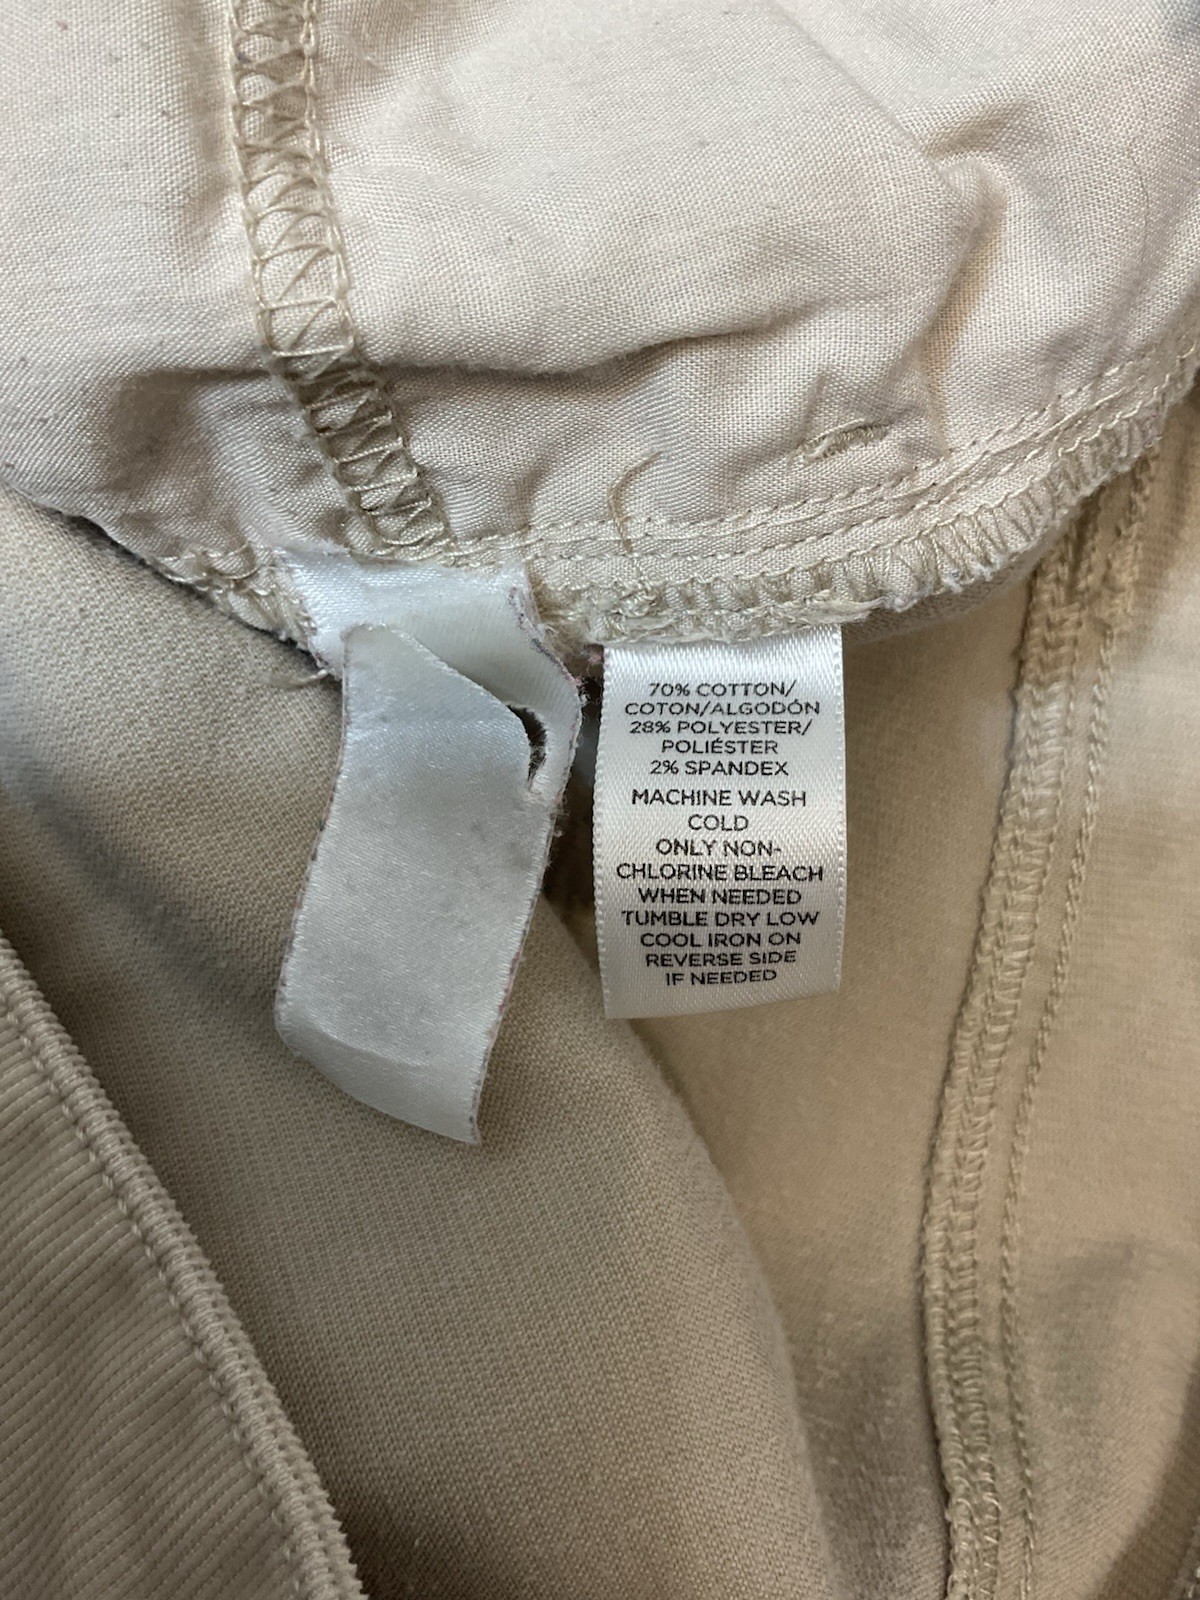 70% COTTON/
COTON/ALGODÓN
28% POLYESTER/
POLIÉSTER
2% SPANDEX
MACHINE WASH
COLD
ONLY NON-
CHLORINE BLEACH
WHEN NEEDED
TUMBLE DRY LOW
COOL IRON ON
REVERSE SIDE
IF NEEDED